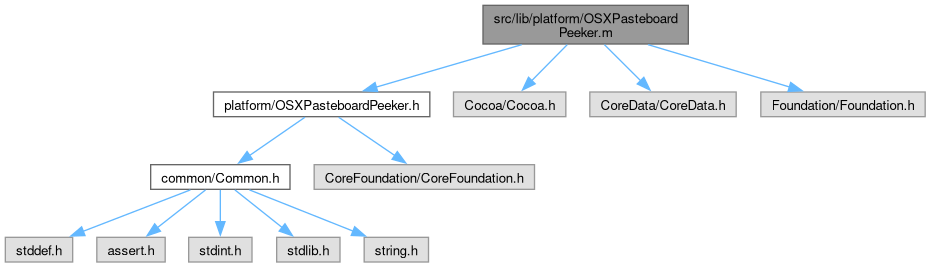 src/lib/platform/OSXPasteboard
Peeker.m
platform/OSXPasteboardPeeker.h
Cocoa/Cocoa.h
CoreData/CoreData.h
Foundation/Foundation.h
common/Common.h
CoreFoundation/CoreFoundation.h
stddef.h
assert.h
stdint.h
stdlib.h
string.h